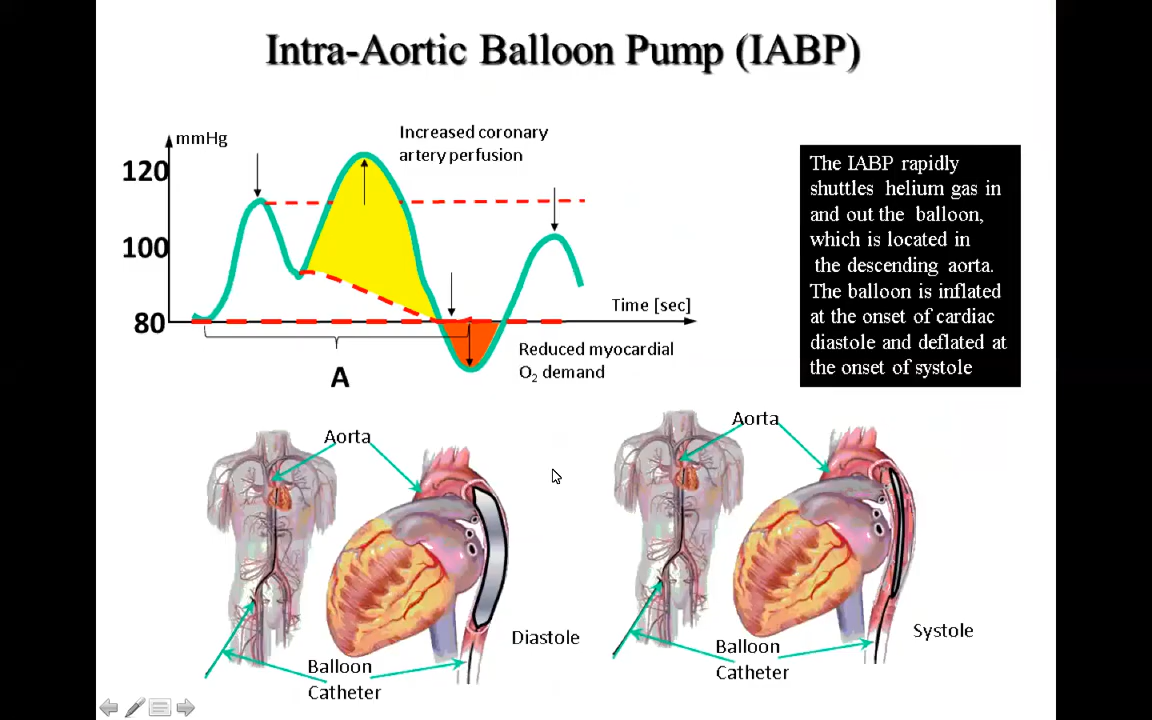 Intra-Aortic Balloon Pump (IABP)
mmHg
120
100
80
Increased coronary
artery perfusion
Time [sec]
Reduced myocardial
O₂ demand
A
The IABP rapidly
shuttles helium gas in
and out the balloon,
which is located in
the descending aorta.
The balloon is inflated
at the onset of cardiac
diastole and deflated at
the onset of systole
Aorta
Diastole
Balloon
Catheter
Aorta
Systole
Balloon
Catheter